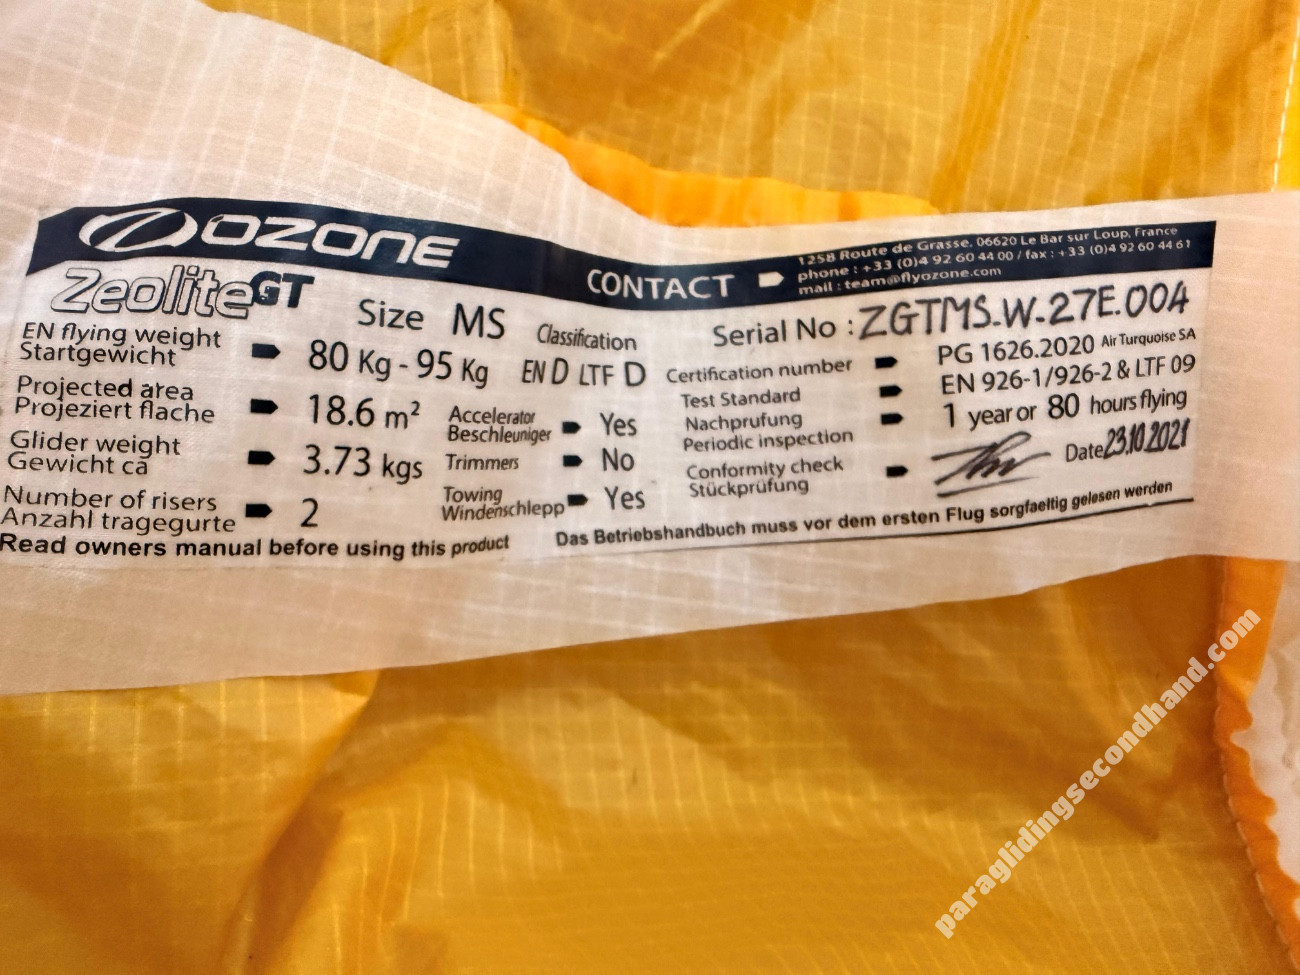 OZONE
ZeoliteGT
Size MS
EN flying weight
Startgewicht
80 Kg - 95 Kg
Projected area
Projeziert flache
18.6 m²
Glider weight
Gewicht ca
3.73 kgs
Number of risers
Anzahl tragegurte
2
Read owners manual before using this product
Classification
EN D LTF D
Accelerator
Beschleuniger
Yes
Trimmers
No
Towing
Windenschlepp
Yes
CONTACT
1258 Route de Grasse, 06620 Le Bar sur Loup, France
phone : +33 (0)4 92 60 44 00 / fax : +33 (0)4 92 60 44 61
mail : team@flyozone.com
Serial No : ZGTMS-W-27E.004
Certification number
PG 1626.2020 Air Turquoise SA
Test Standard
EN 926-1/926-2 & LTF 09
Nachprufung
Periodic inspection
1 year or 80 hours flying
Conformity check
Stückprüfung
Date 23.10.2021
Das Betriebshandbuch muss vor dem ersten Flug sorgfaeltig gelesen werden
paraglidingsecondhand.com